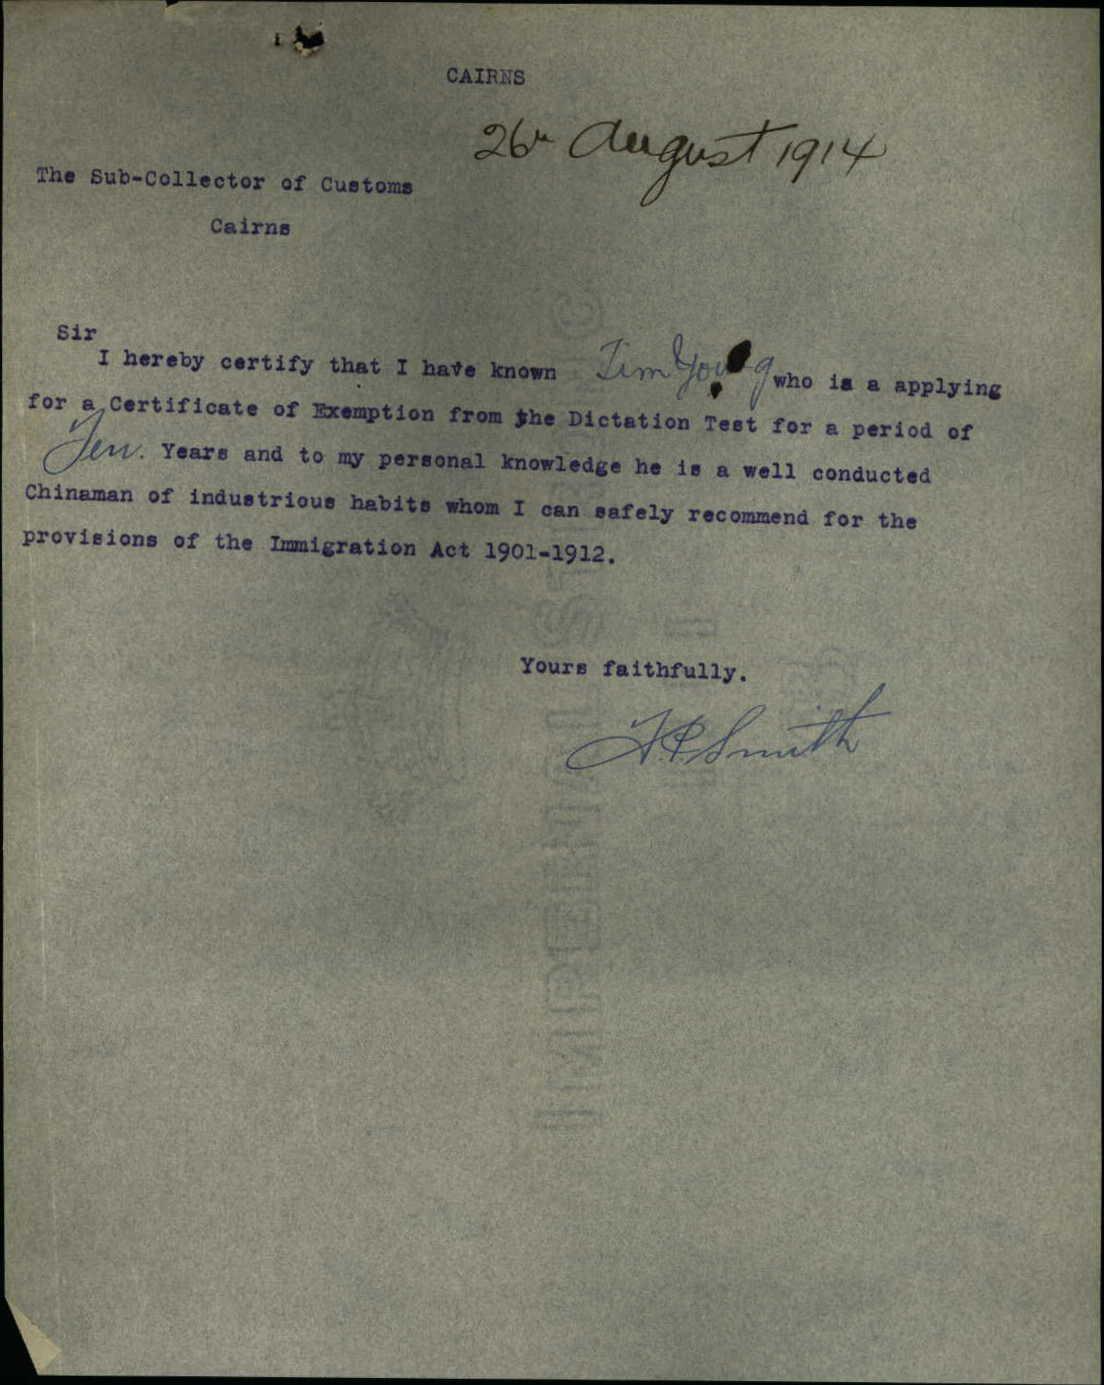 CAIRNS
26th August 1914
The Sub-Collector of Customs
Cairns
Sir
I hereby certify that I have known Tim Young who is a applying
for a Certificate of Exemption from the Dictation Test for a period of
Ten. Years and to my personal knowledge he is a well conducted
Chinaman of industrious habits whom I can safely recommend for the
provisions of the Immigration Act 1901-1912.
Yours faithfully.
Smith